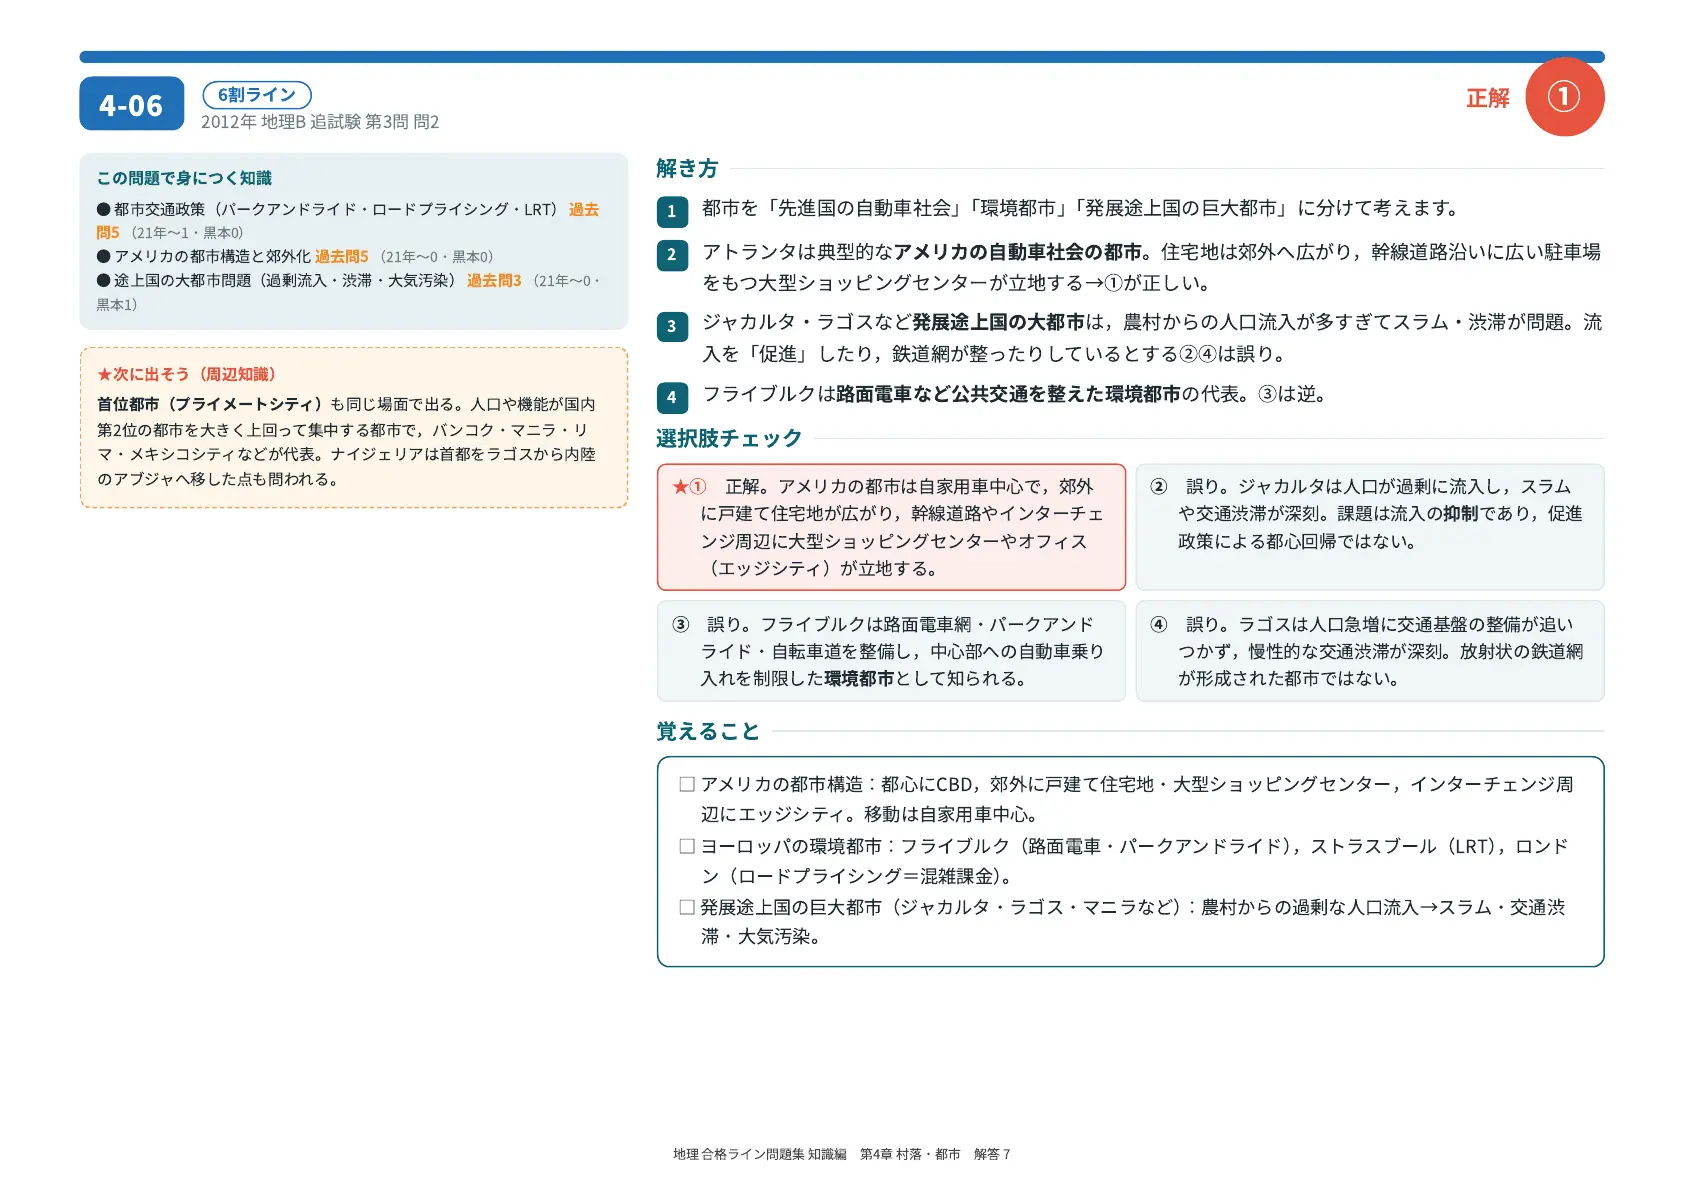 4-06
6割ライン
2012年 地理B 追試験 第3問 問2
正解 ①
この問題で身につく知識
● 都市交通政策（パークアンドライド・ロードプライシング・LRT） 過去
問5 （21年〜1・黒本0）
● アメリカの都市構造と郊外化 過去問5 （21年〜0・黒本0）
● 途上国の大都市問題（過剰流入・渋滞・大気汚染） 過去問3 （21年〜0・
黒本1）
★次に出そう（周辺知識）
首位都市（プライメートシティ）も同じ場面で出る。人口や機能が国内
第2位の都市を大きく上回って集中する都市で，バンコク・マニラ・リ
マ・メキシコシティなどが代表。ナイジェリアは首都をラゴスから内陸
のアブジャへ移した点も問われる。
解き方
1 都市を「先進国の自動車社会」「環境都市」「発展途上国の巨大都市」に分けて考えます。
2 アトランタは典型的なアメリカの自動車社会の都市。住宅地は郊外へ広がり，幹線道路沿いに広い駐車場
をもつ大型ショッピングセンターが立地する→①が正しい。
3 ジャカルタ・ラゴスなど発展途上国の大都市は，農村からの人口流入が多すぎてスラム・渋滞が問題。流
入を「促進」したり，鉄道網が整ったりしているとする②④は誤り。
4 フライブルクは路面電車など公共交通を整えた環境都市の代表。③は逆。
選択肢チェック
★① 正解。アメリカの都市は自家用車中心で，郊外
に戸建て住宅地が広がり，幹線道路やインターチェ
ンジ周辺に大型ショッピングセンターやオフィス
（エッジシティ）が立地する。
② 誤り。ジャカルタは人口が過剰に流入し，スラム
や交通渋滞が深刻。課題は流入の抑制であり，促進
政策による都心回帰ではない。
③ 誤り。フライブルクは路面電車網・パークアンド
ライド・自転車道を整備し，中心部への自動車乗り
入れを制限した環境都市として知られる。
④ 誤り。ラゴスは人口急増に交通基盤の整備が追い
つかず，慢性的な交通渋滞が深刻。放射状の鉄道網
が形成された都市ではない。
覚えること
□ アメリカの都市構造：都心にCBD，郊外に戸建て住宅地・大型ショッピングセンター，インターチェンジ周
辺にエッジシティ。移動は自家用車中心。
□ ヨーロッパの環境都市：フライブルク（路面電車・パークアンドライド），ストラスブール（LRT），ロンド
ン（ロードプライシング＝混雑課金）。
□ 発展途上国の巨大都市（ジャカルタ・ラゴス・マニラなど）：農村からの過剰な人口流入→スラム・交通渋
滞・大気汚染。
地理 合格ライン問題集 知識編 第4章 村落・都市 解答 7